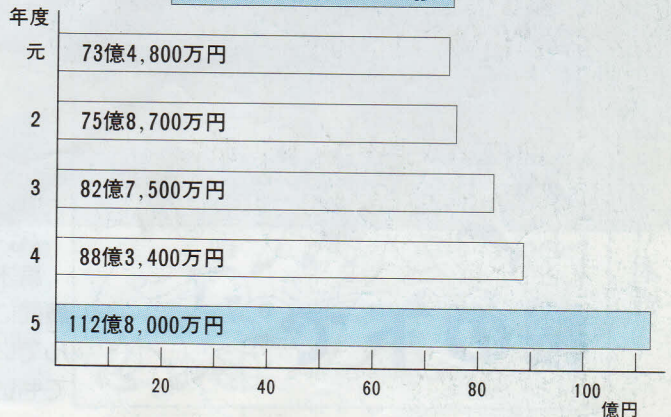 年度
元 73億4,800万円
2 75億8,700万円
3 82億7,500万円
4 88億3,400万円
5 112億8,000万円
20 40 60 80 100
億円